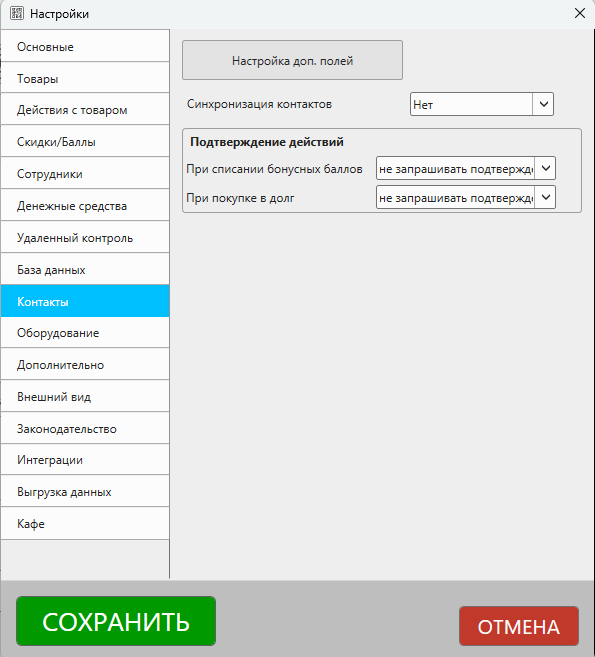 Настройки
Основные
Товары
Действия с товаром
Скидки/Баллы
Сотрудники
Денежные средства
Удаленный контроль
База данных
Контакты
Оборудование
Дополнительно
Внешний вид
Законодательство
Интеграции
Выгрузка данных
Кафе
Настройка доп. полей
Синхронизация контактов
Нет
Подтверждение действий
При списании бонусных баллов
не запрашивать подтвержд
При покупке в долг
не запрашивать подтвержд
СОХРАНИТЬ
ОТМЕНА